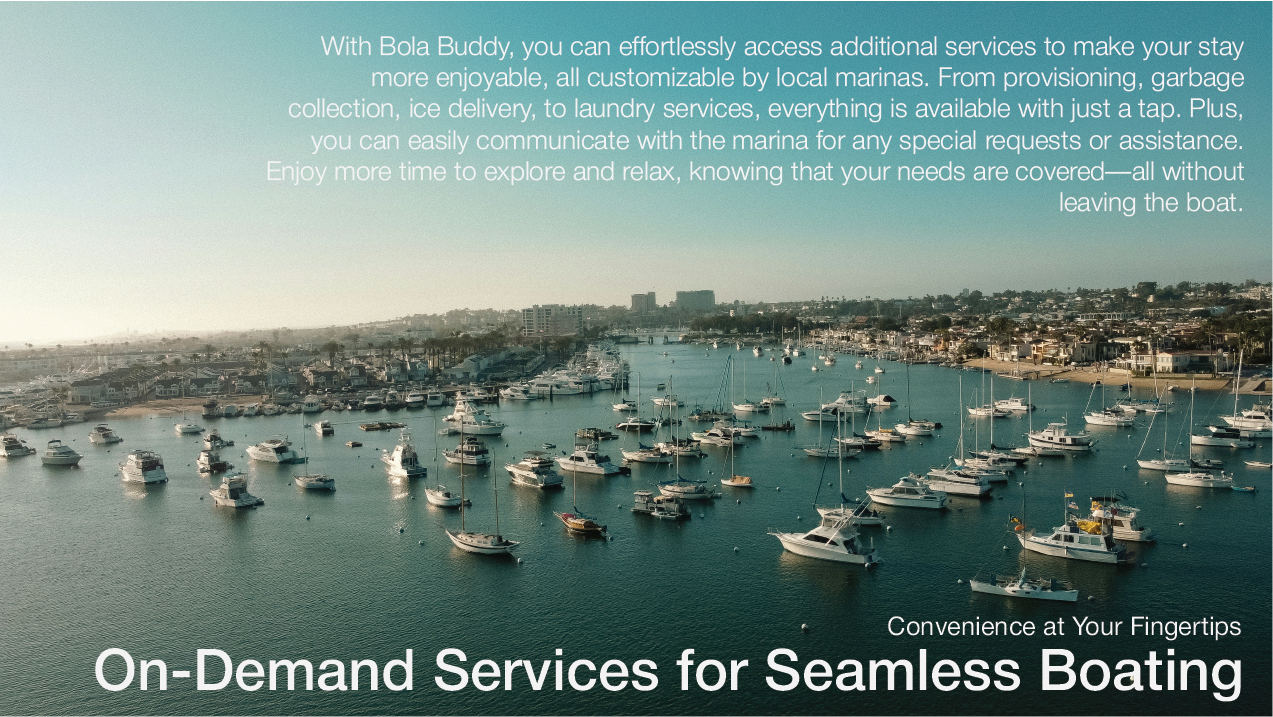 With Bola Buddy, you can effortlessly access additional services to make your stay
more enjoyable, all customizable by local marinas. From provisioning, garbage
collection, ice delivery, to laundry services, everything is available with just a tap. Plus,
you can easily communicate with the marina for any special requests or assistance.
Enjoy more time to explore and relax, knowing that your needs are covered—all without
leaving the boat.
Convenience at Your Fingertips
On-Demand Services for Seamless Boating